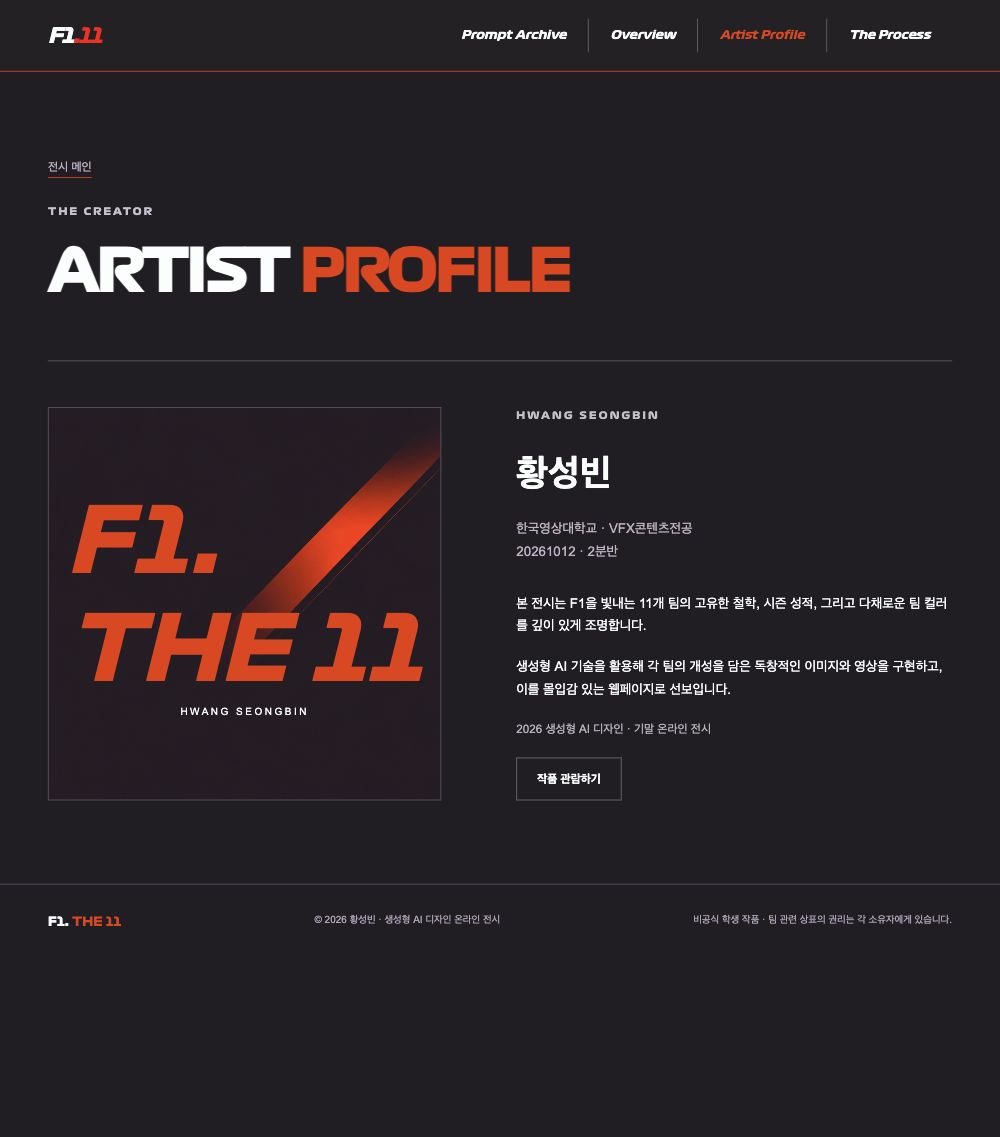 F1.11
Prompt Archive
Overview
Artist Profile
The Process
전시 메인
THE CREATOR
ARTIST PROFILE
F1.
THE 11
HWANG SEONGBIN
HWANG SEONGBIN
황성빈
한국영상대학교 · VFX콘텐츠전공
20261012 · 2분반
본 전시는 F1을 빛내는 11개 팀의 고유한 철학, 시즌 성적, 그리고 다채로운 팀 컬러
를 깊이 있게 조명합니다.
생성형 AI 기술을 활용해 각 팀의 개성을 담은 독창적인 이미지와 영상을 구현하고,
이를 몰입감 있는 웹페이지로 선보입니다.
2026 생성형 AI 디자인 · 기말 온라인 전시
작품 관람하기
F1. THE 11
© 2026 황성빈 · 생성형 AI 디자인 온라인 전시
비공식 학생 작품 · 팀 관련 상표의 권리는 각 소유자에게 있습니다.